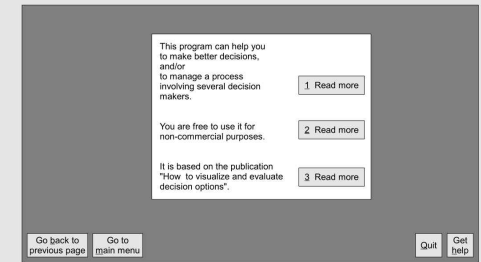 This program can help you
to make better decisions,
and/or
to manage a process
involving several decision
makers.
1 Read more
You are free to use it for
non-commercial purposes.
2 Read more
It is based on the publication
"How to visualize and evaluate
decision options".
3 Read more
Go back to
previous page
Go to
main menu
Quit
Get
help